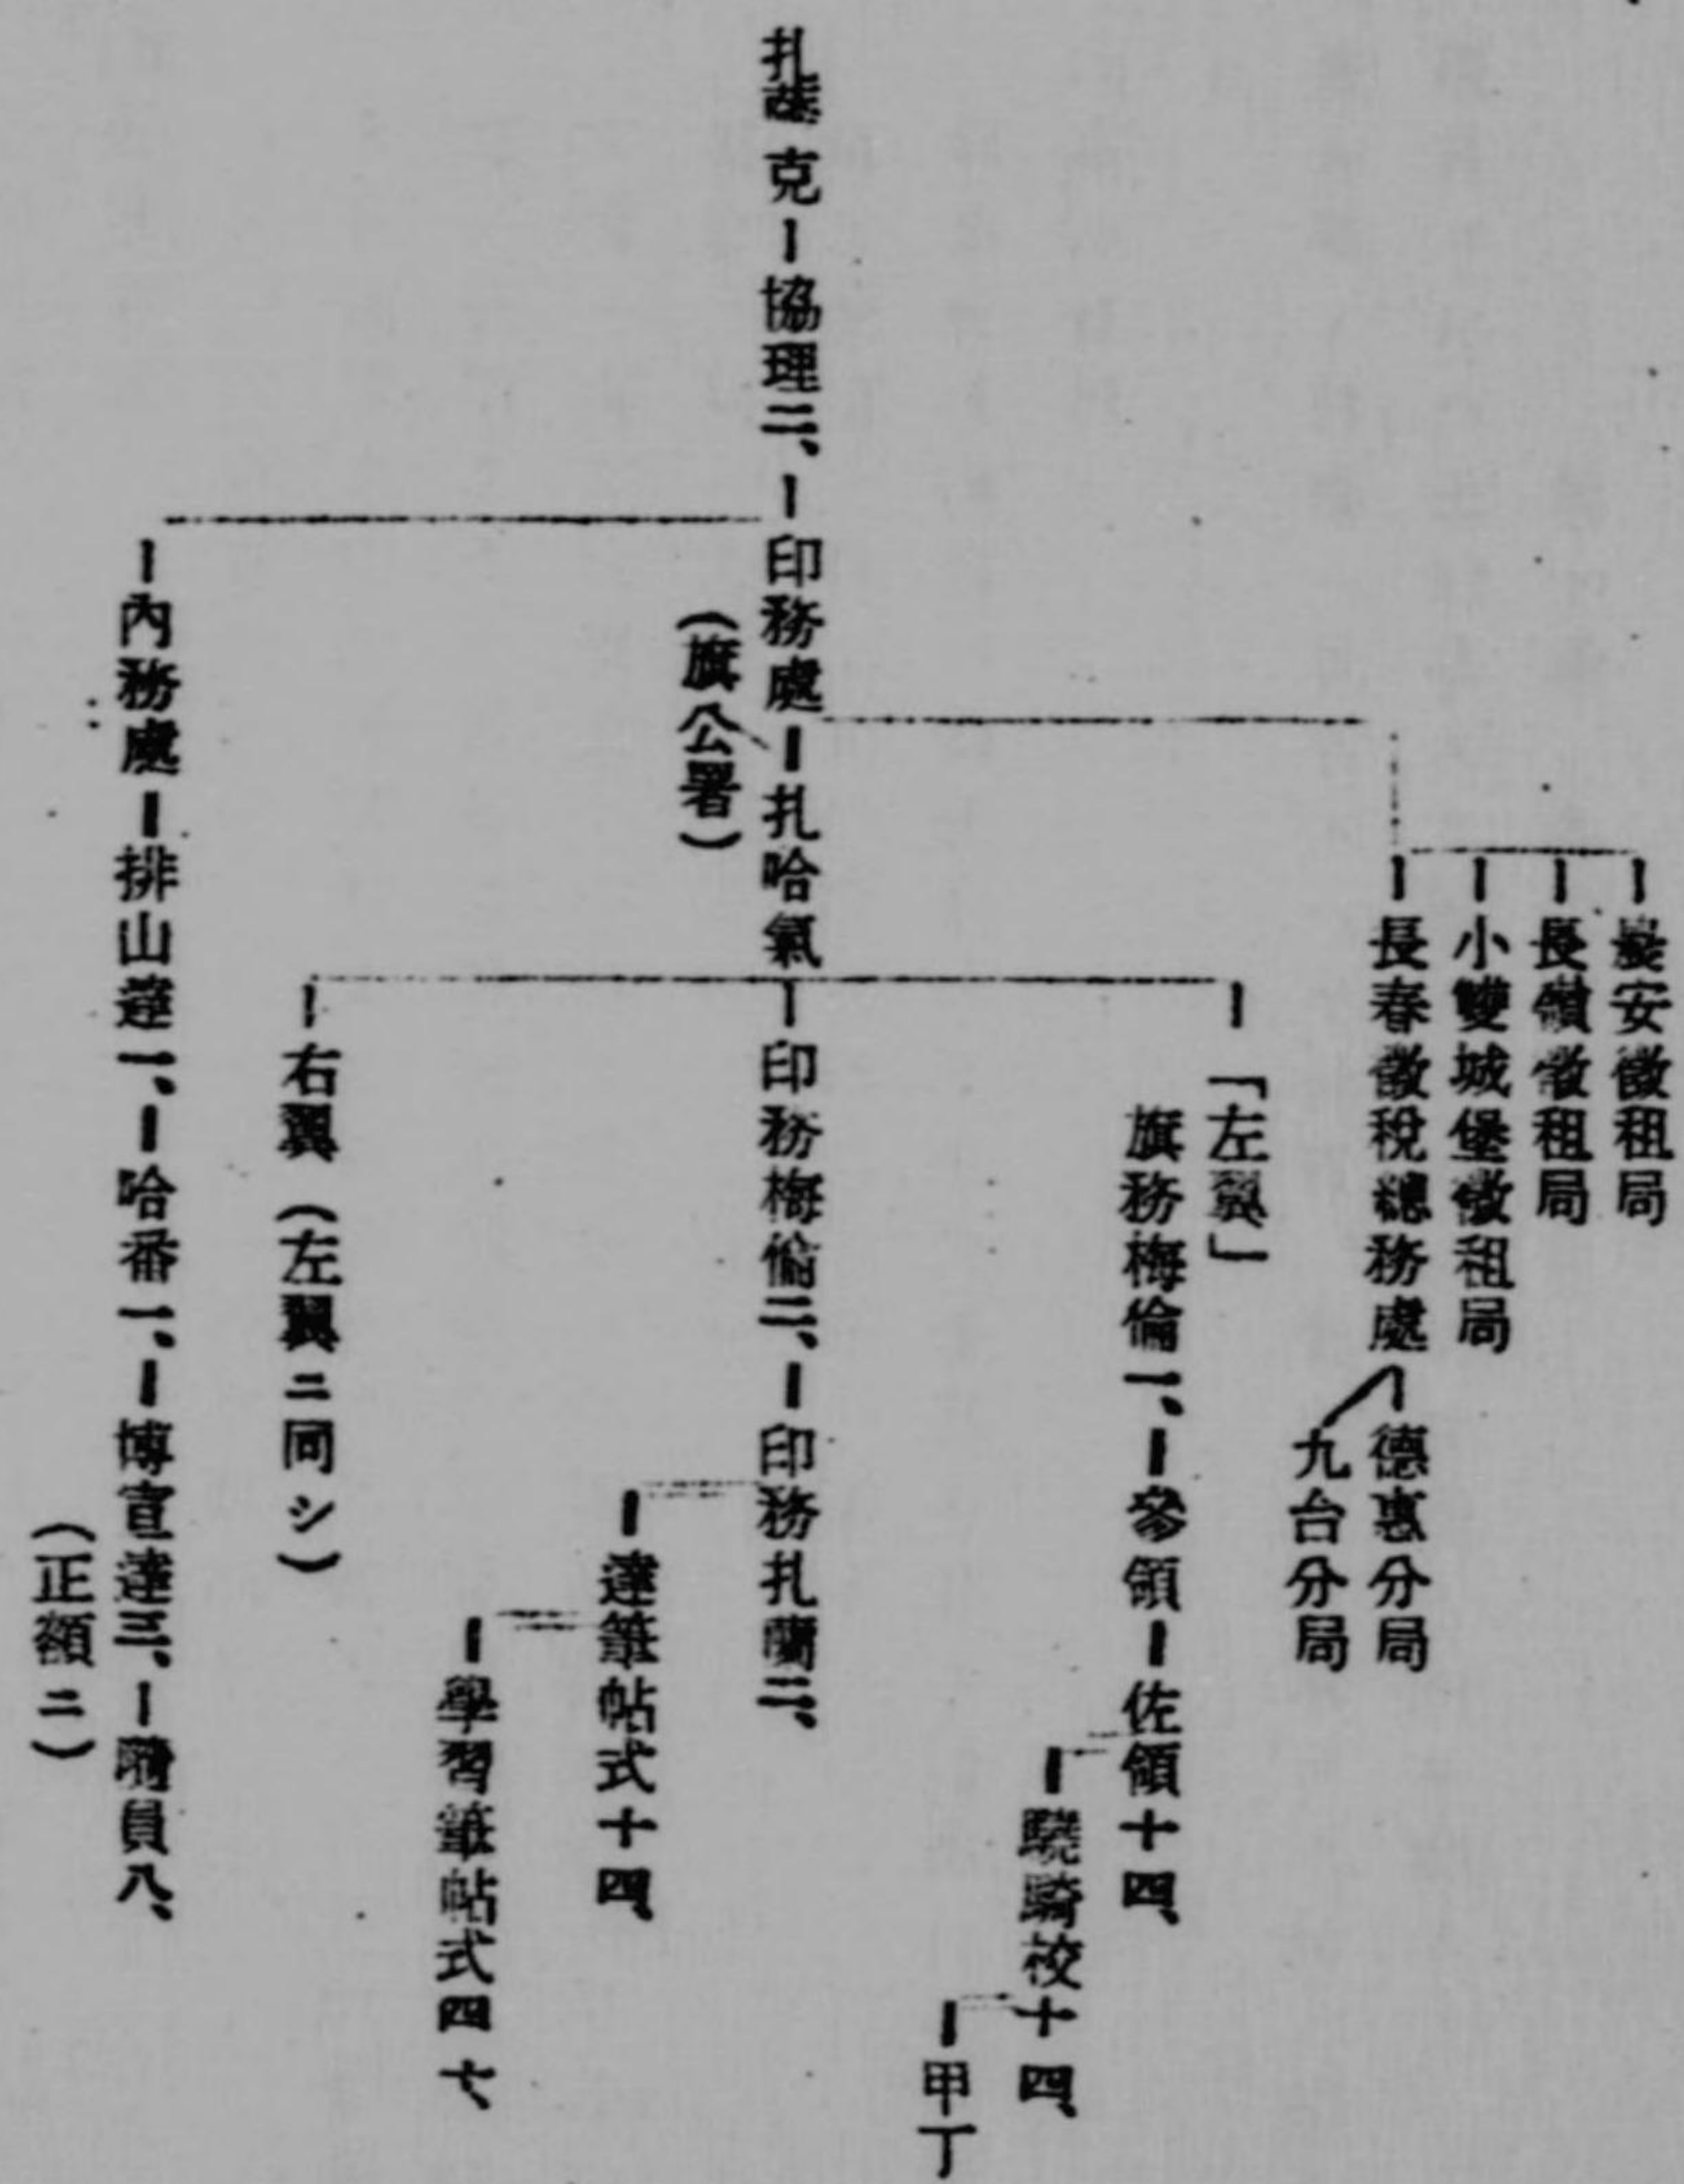 農安徵租局
長嶺徵租局
小雙城堡徵租局
長春徵稅總務處
德惠分局
九台分局
「左翼」
旗務梅倫一、
參領
佐領十四、
驍騎校十四、
甲丁
扎薩克
協理二、
印務處
(旗公署)
扎哈氣
印務梅倫二、
印務扎蘭二、
達筆帖式十四、
學習筆帖式四七、
右翼(左翼ニ同シ)
內務處
排山達一、
哈番一、
博宣達三、
(正額二)
員八、